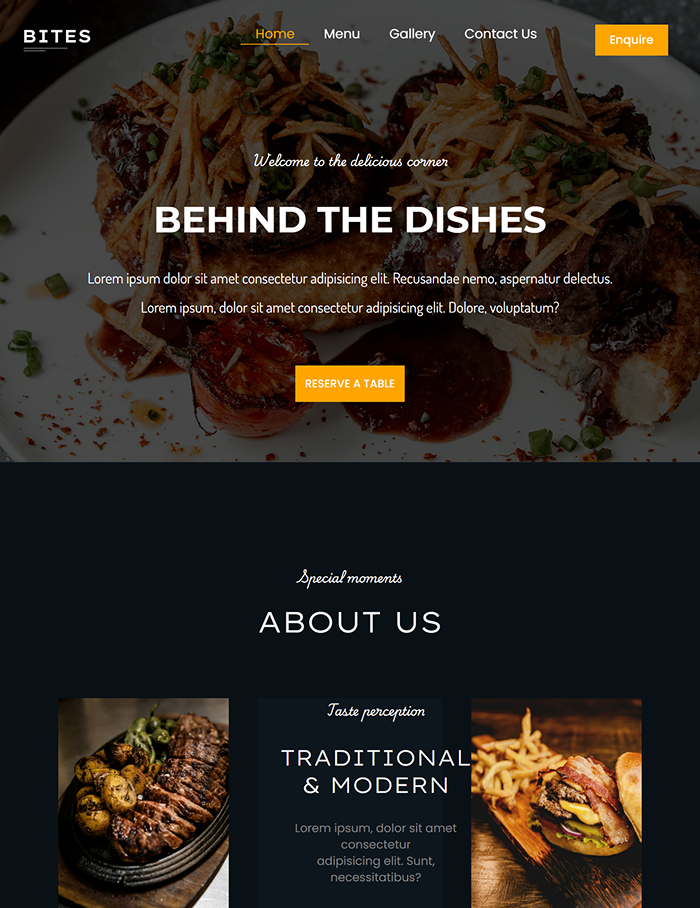 BITES
Home Menu Gallery Contact Us Enquire
Welcome to the delicious corner
BEHIND THE DISHES
Lorem ipsum dolor sit amet consectetur adipisicing elit. Recusandae nemo, aspernatur delectus.
Lorem ipsum, dolor sit amet consectetur adipisicing elit. Dolore, voluptatum?
RESERVE A TABLE
Special moments
ABOUT US
Taste perception
TRADITIONAL
& MODERN
Lorem ipsum, dolor sit amet
consectetur
adipisicing elit. Sunt,
necessitatibus?